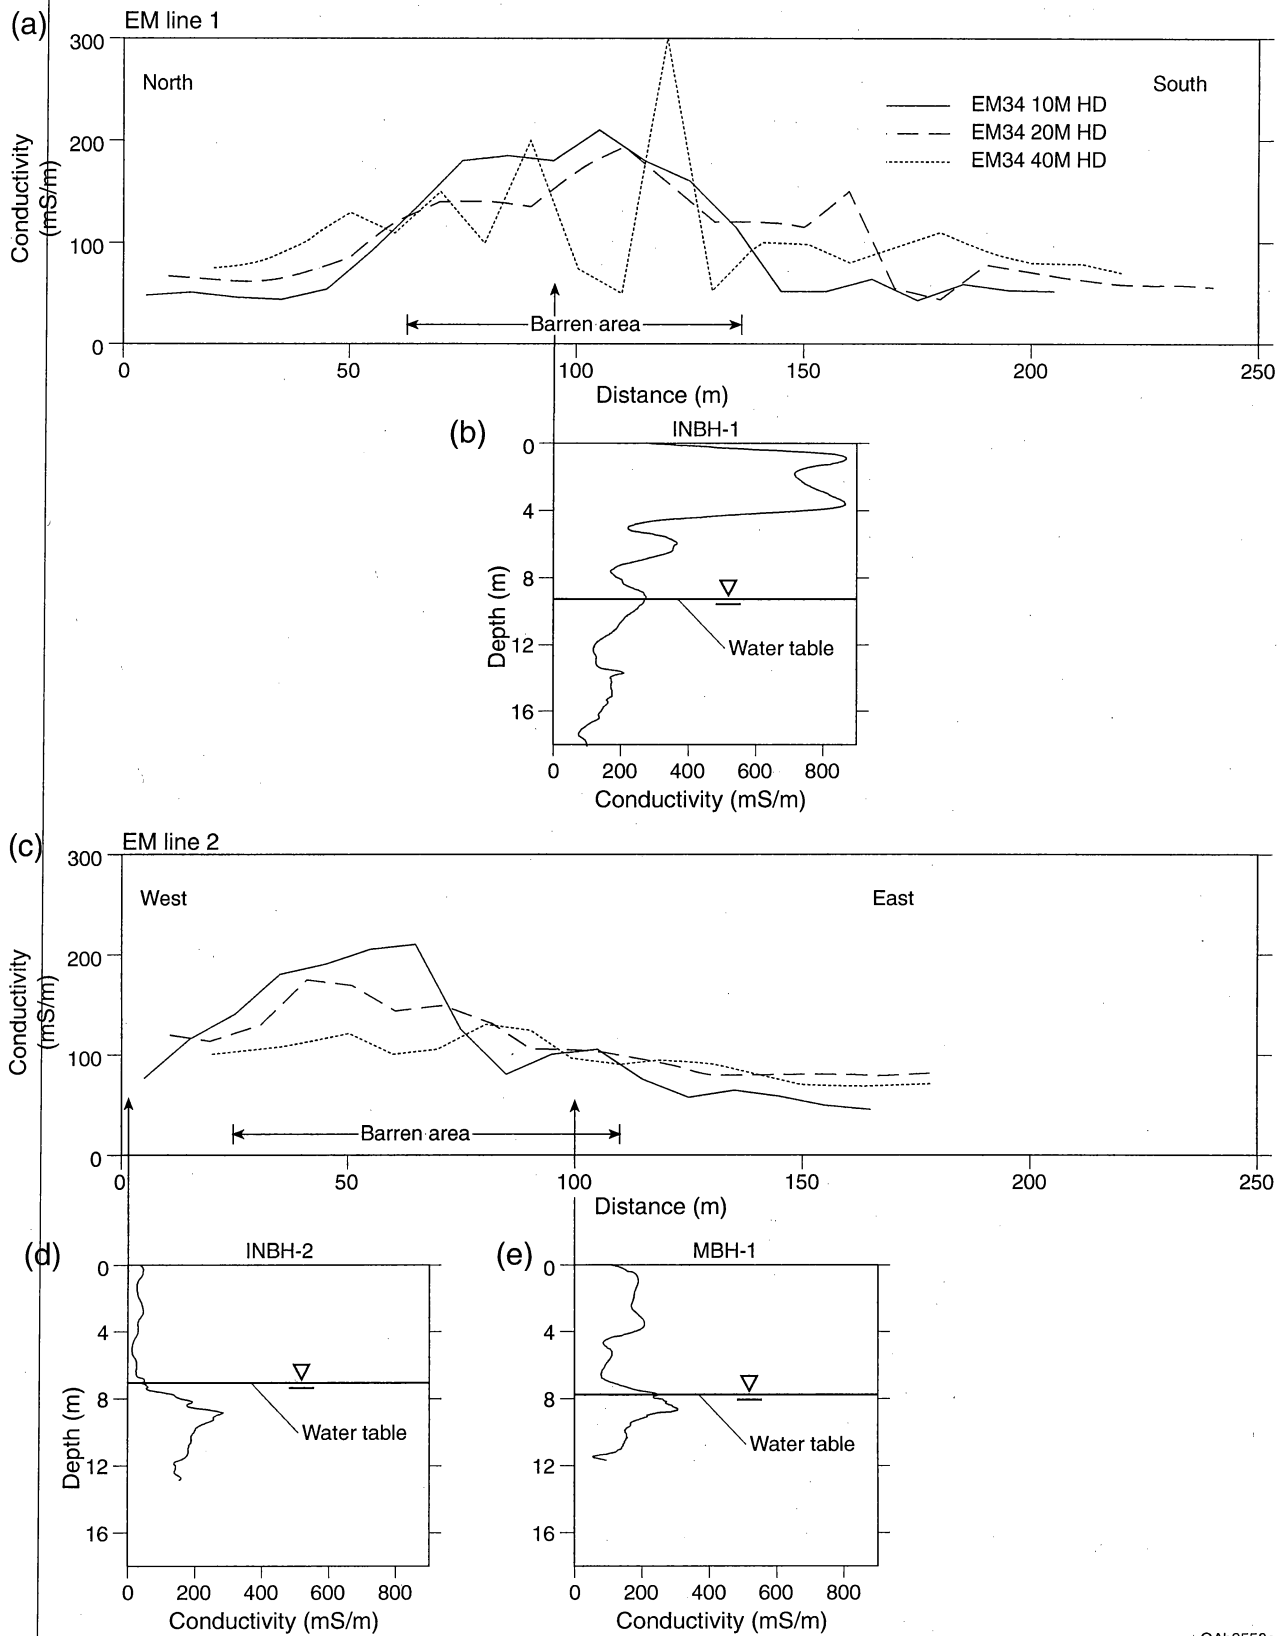 (a)
EM line 1
300
North
South
EM34 10M HD
EM34 20M HD
EM34 40M HD
200
Conductivity
(mS/m)
100
Barren area
0
0 50 100 150 200 250
Distance (m)
(b)
INBH-1
0
4
8
Depth (m)
12
Water table
16
0 200 400 600 800
Conductivity (mS/m)
(c)
EM line 2
300
West
East
200
Conductivity
(mS/m)
100
Barren area
0
0 50 100 150 200 250
Distance (m)
(d)
INBH-2
0
4
8
Depth (m)
Water table
12
16
0 200 400 600 800
Conductivity (mS/m)
(e)
MBH-1
0
4
8
Water table
12
16
0 200 400 600 800
Conductivity (mS/m)